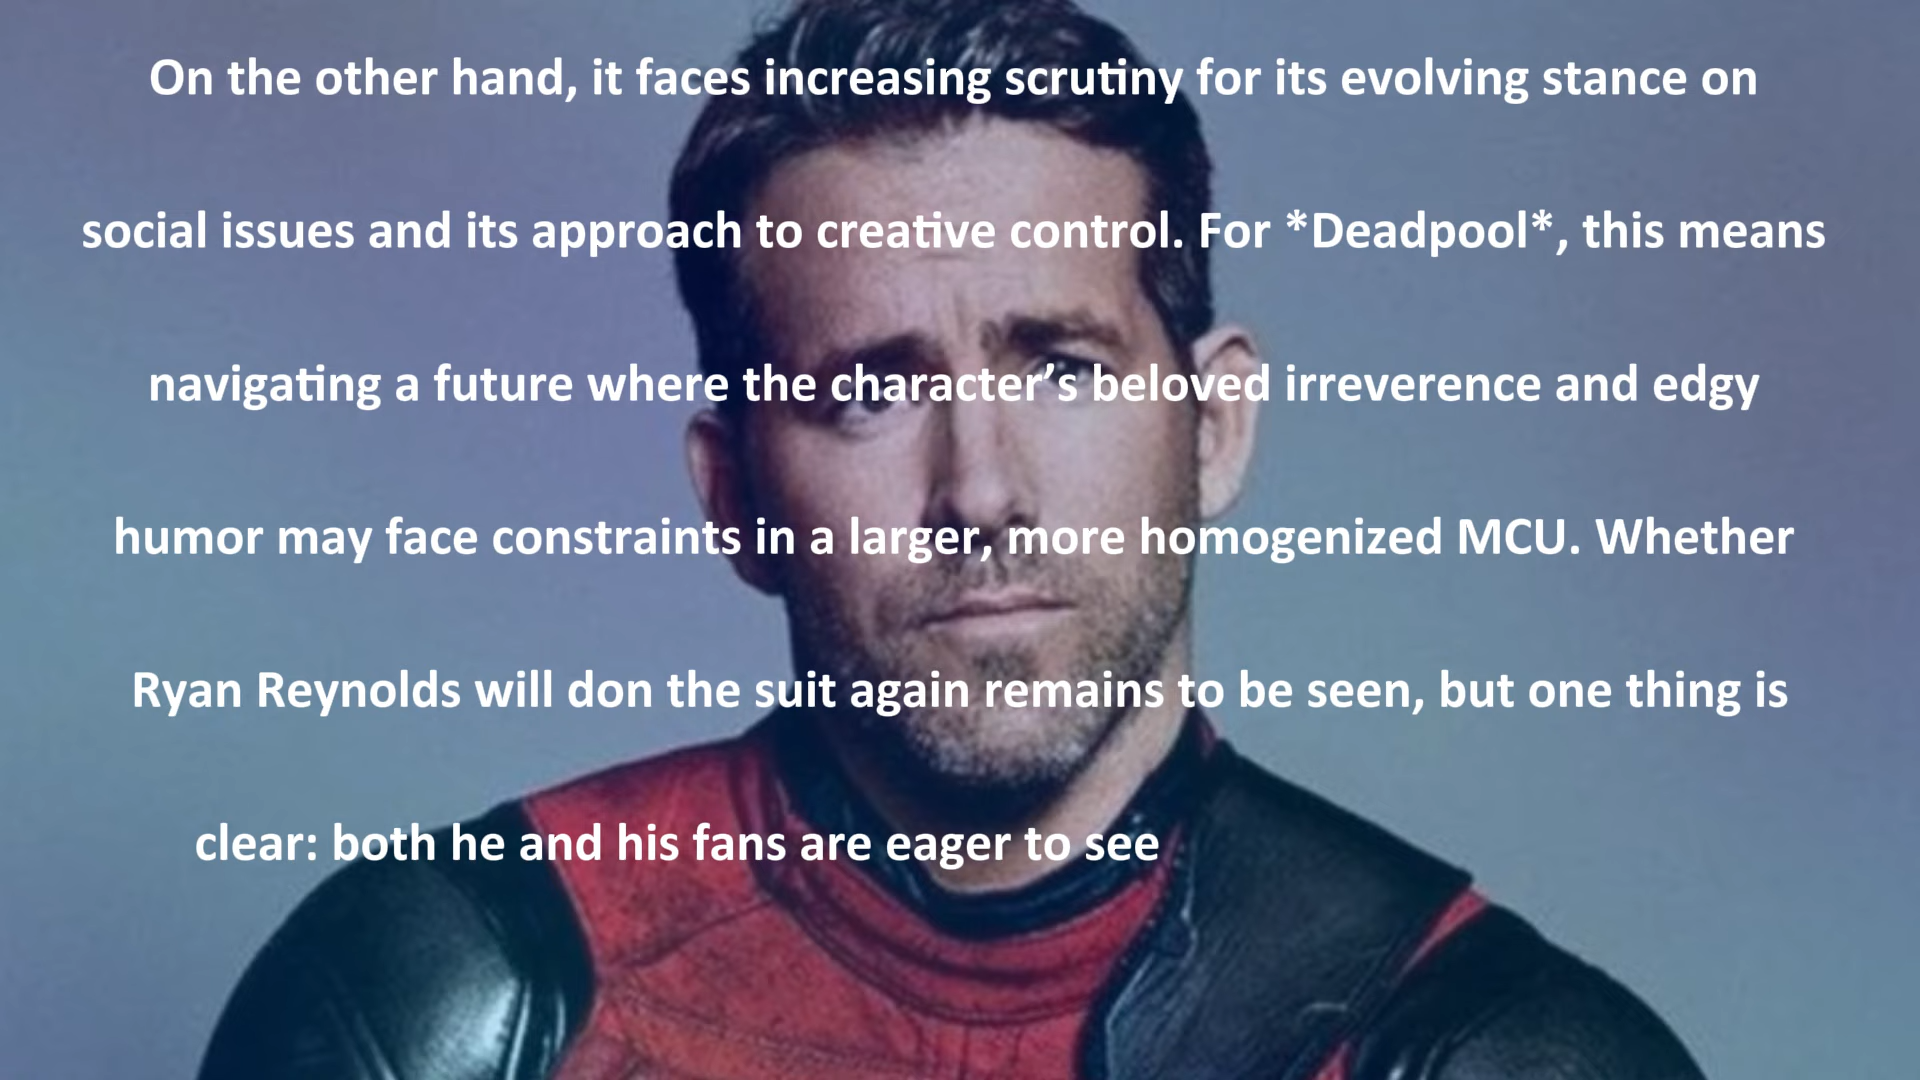 On the other hand, it faces increasing scrutiny for its evolving stance on
social issues and its approach to creative control. For *Deadpool*, this means
navigating a future where the character’s beloved irreverence and edgy
humor may face constraints in a larger, more homogenized MCU. Whether
Ryan Reynolds will don the suit again remains to be seen, but one thing is
clear: both he and his fans are eager to see